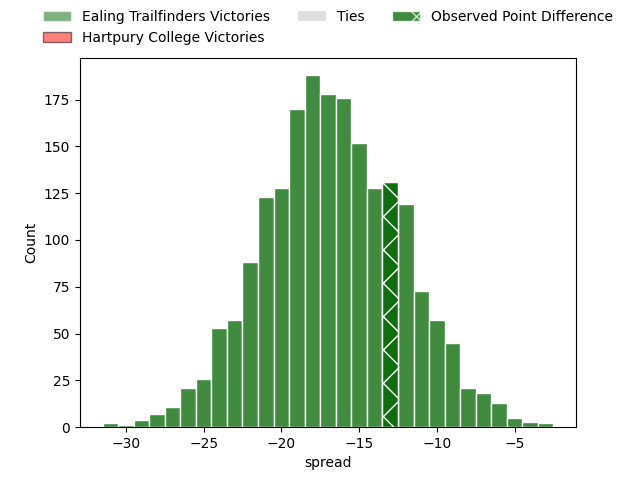 Ealing Trailfinders Victories Ties Observed Point Difference
Hartpury College Victories
175
150
125
100
75
50
25
0
Count
−30 −25 −20 −15 −10 −5
spread